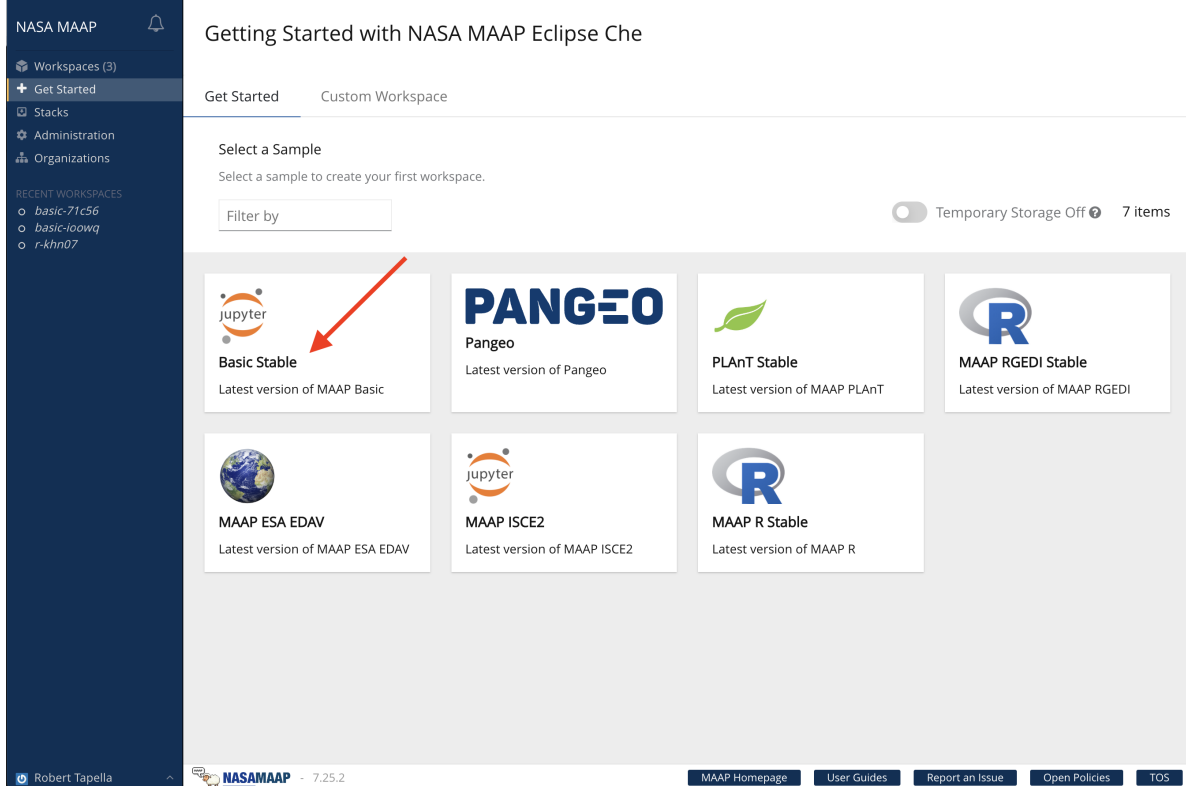 NASA MAAP
Workspaces (3)
Get Started
Stacks
Administration
Organizations
RECENT WORKSPACES
basic-71c56
basic-ioowq
r-khn07
Robert Tapella
Getting Started with NASA MAAP Eclipse Che
Get Started Custom Workspace
Select a Sample
Select a sample to create your first workspace.
Filter by
Temporary Storage Off ? 7 items
jupyter
Basic Stable
Latest version of MAAP Basic
PANGEO
Pangeo
Latest version of Pangeo
PLAnT Stable
Latest version of MAAP PLAnT
R
MAAP RGEDI Stable
Latest version of MAAP RGEDI
MAAP ESA EDAV
Latest version of MAAP ESA EDAV
jupyter
MAAP ISCE2
Latest version of MAAP ISCE2
R
MAAP R Stable
Latest version of MAAP R
NASAMAAP - 7.25.2
MAAP Homepage User Guides Report an Issue Open Policies TOS